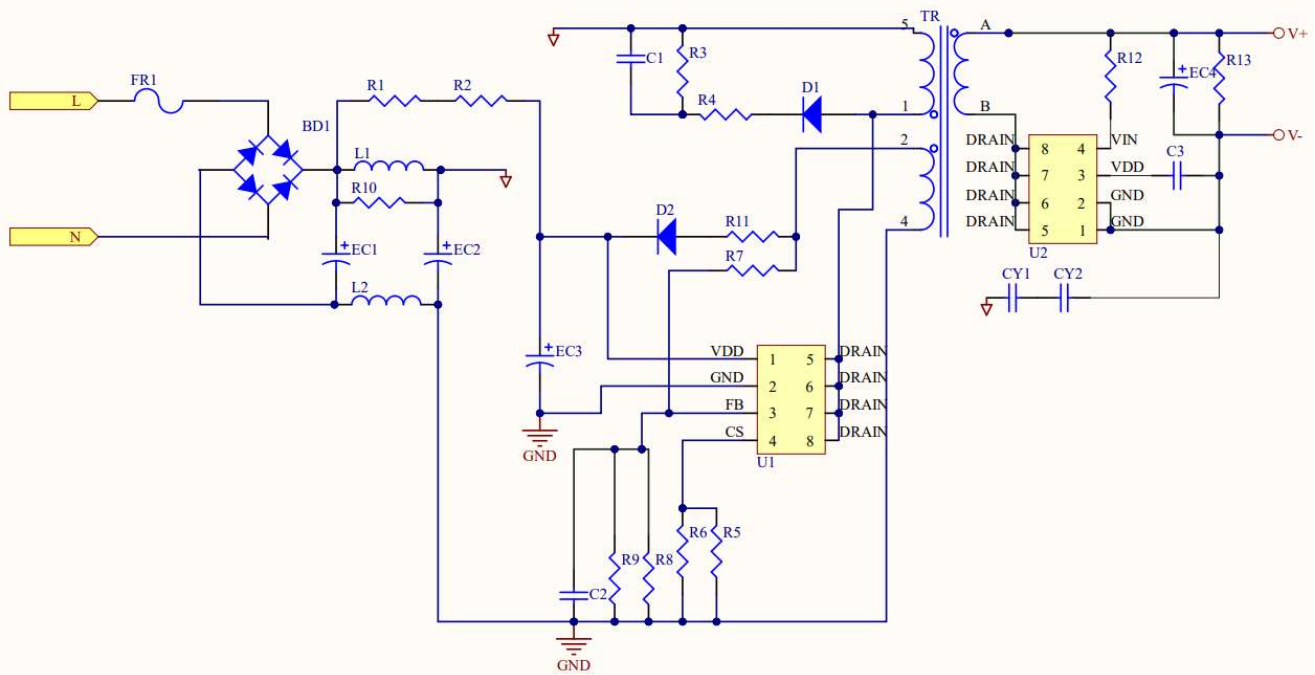 5 TR A V+
C1 R3 R12 EC4 R13
FR1 R1 R2 D1
L R4 1 B V-
BD1 2 DRAIN 8 4 VIN
L1 DRAIN 7 3 VDD C3
R10 DRAIN 6 2 GND
D2 R11 4 DRAIN 5 1 GND
N EC1 EC2 R7 U2
L2 CY1 CY2
EC3 VDD 1 5 DRAIN
GND 2 6 DRAIN
FB 3 7 DRAIN
GND CS 4 8 DRAIN
U1
R6 R5
R9 R8
C2
GND